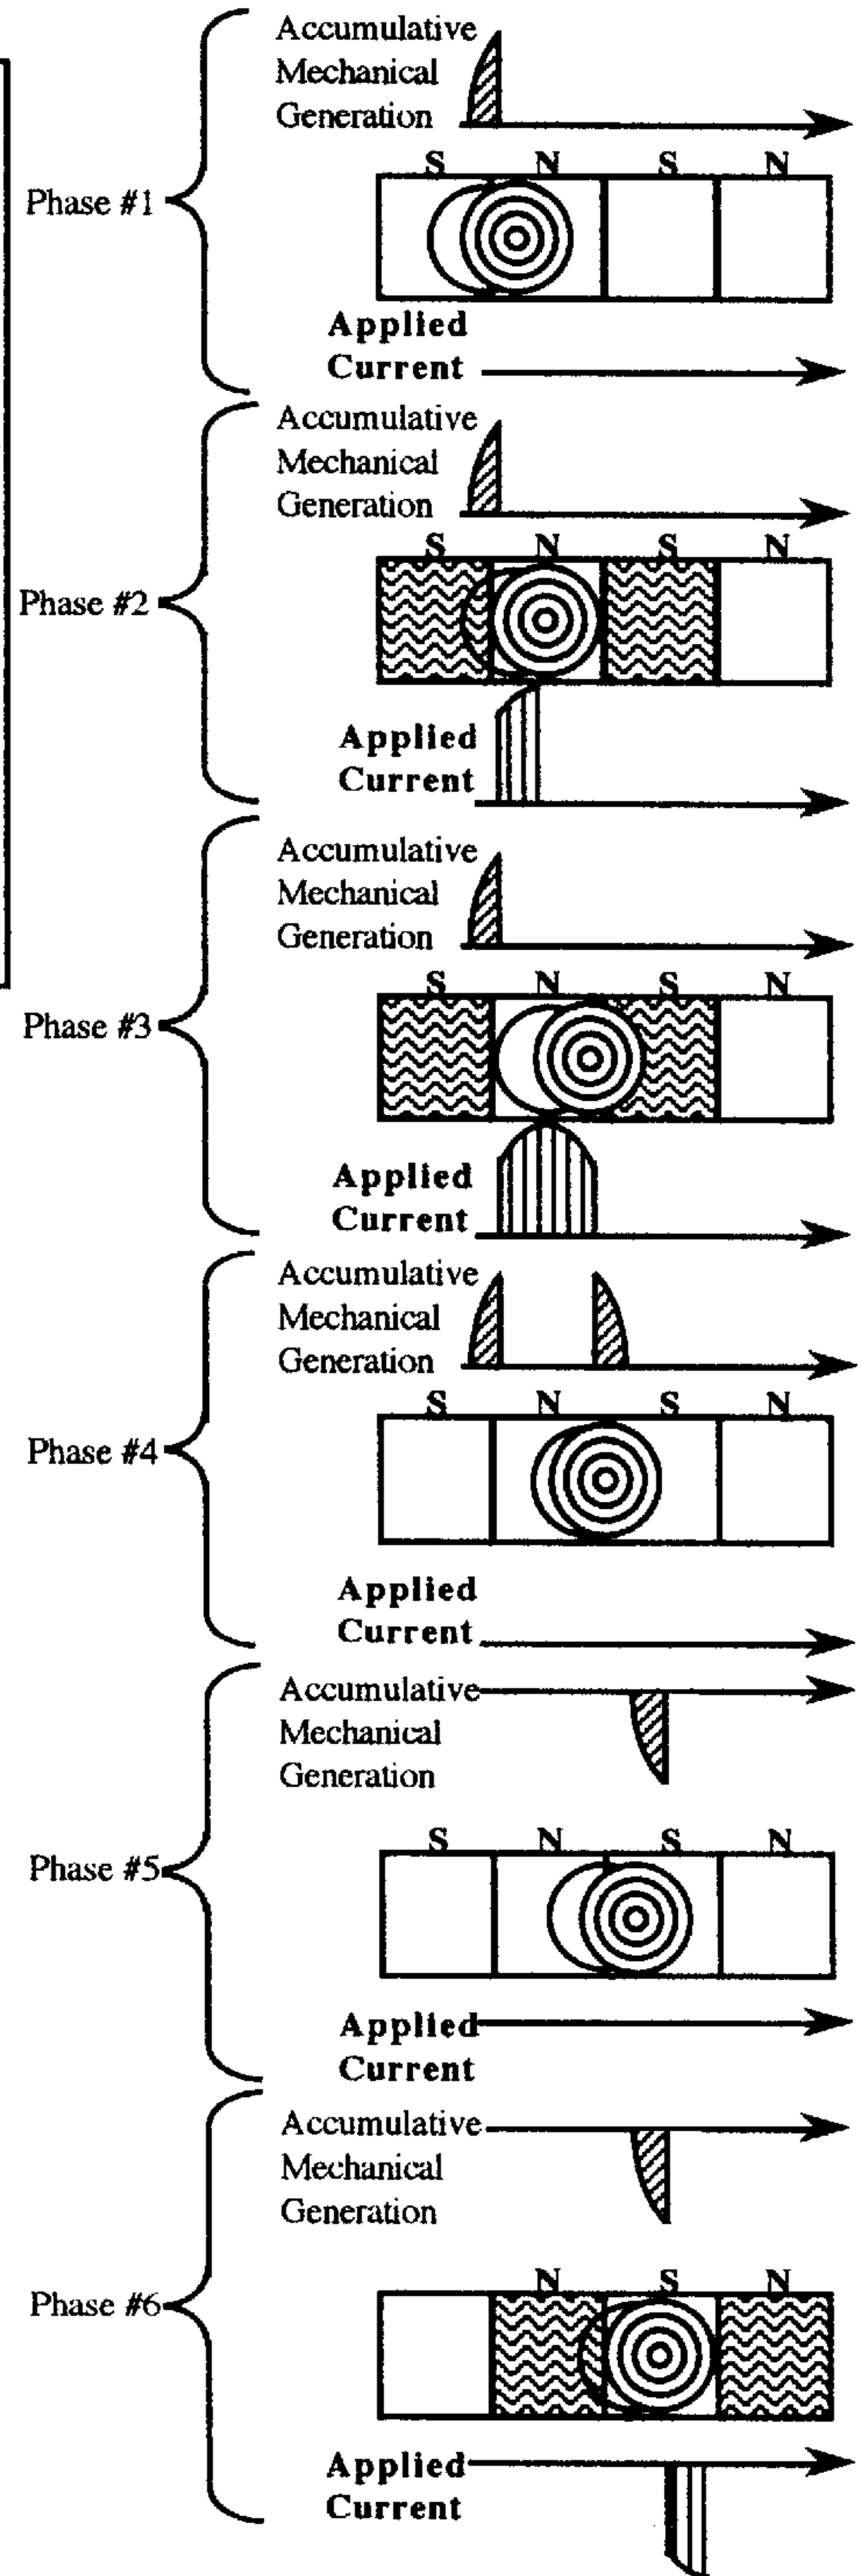 Accumulative
Mechanical
Generation
S N S N
Phase #1
Applied
Current
Accumulative
Mechanical
Generation
S N S N
Phase #2
Applied
Current
Accumulative
Mechanical
Generation
S N S N
Phase #3
Applied
Current
Accumulative
Mechanical
Generation
S N S N
Phase #4
Applied
Current
Accumulative
Mechanical
Generation
S N S N
Phase #5
Applied
Current
Accumulative
Mechanical
Generation
N S N
Phase #6
Applied
Current